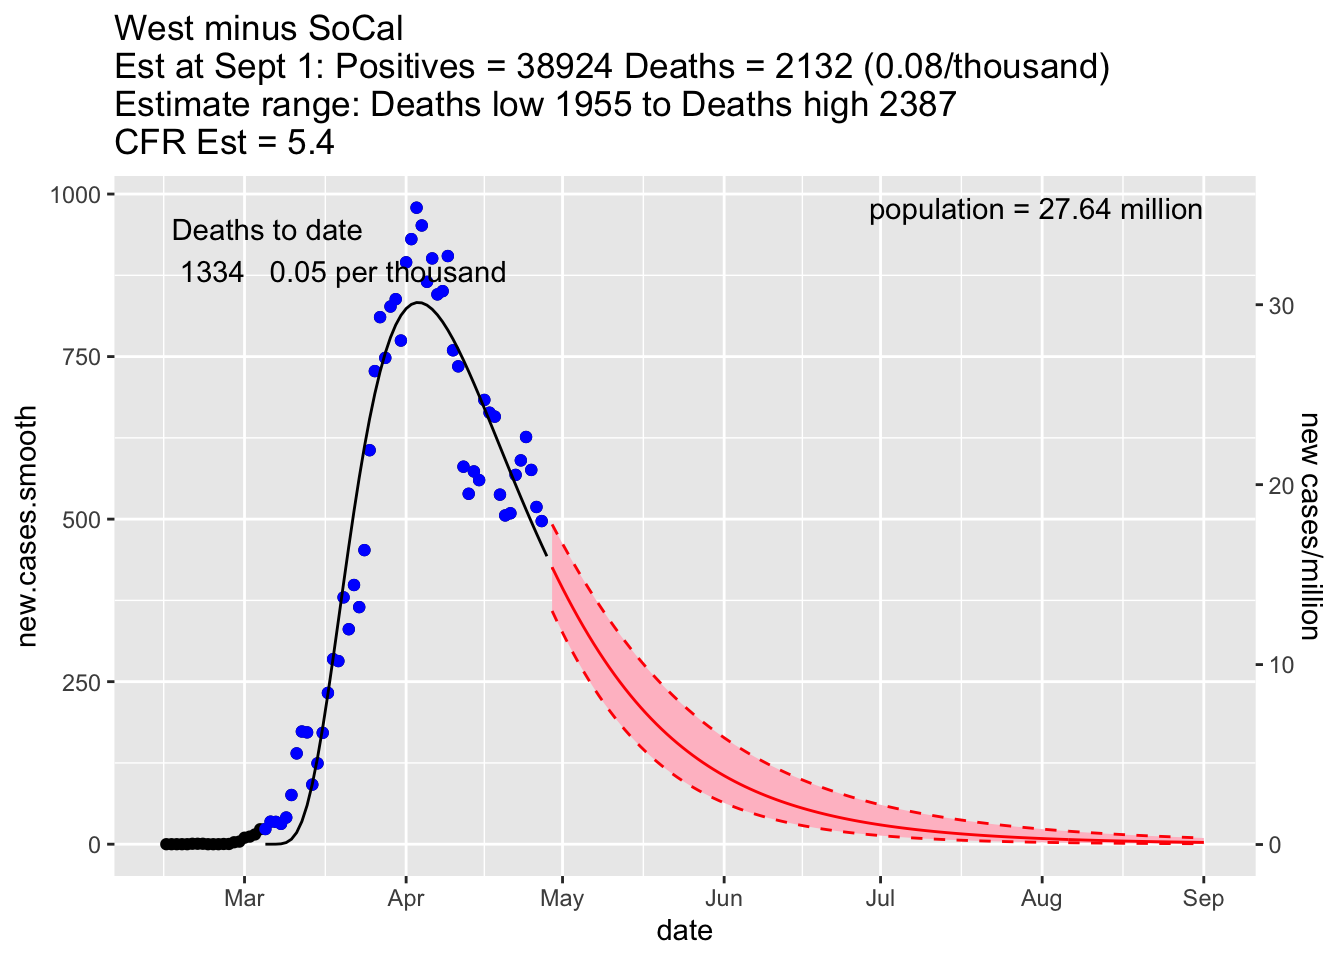 West minus SoCal
Est at Sept 1: Positives = 38924 Deaths = 2132 (0.08/thousand)
Estimate range: Deaths low 1955 to Deaths high 2387
CFR Est = 5.4
population = 27.64 million
Deaths to date
1334 0.05 per thousand
new.cases.smooth
1000
750
500
250
0
new cases/million
30
20
10
0
Mar Apr May Jun Jul Aug Sep
date